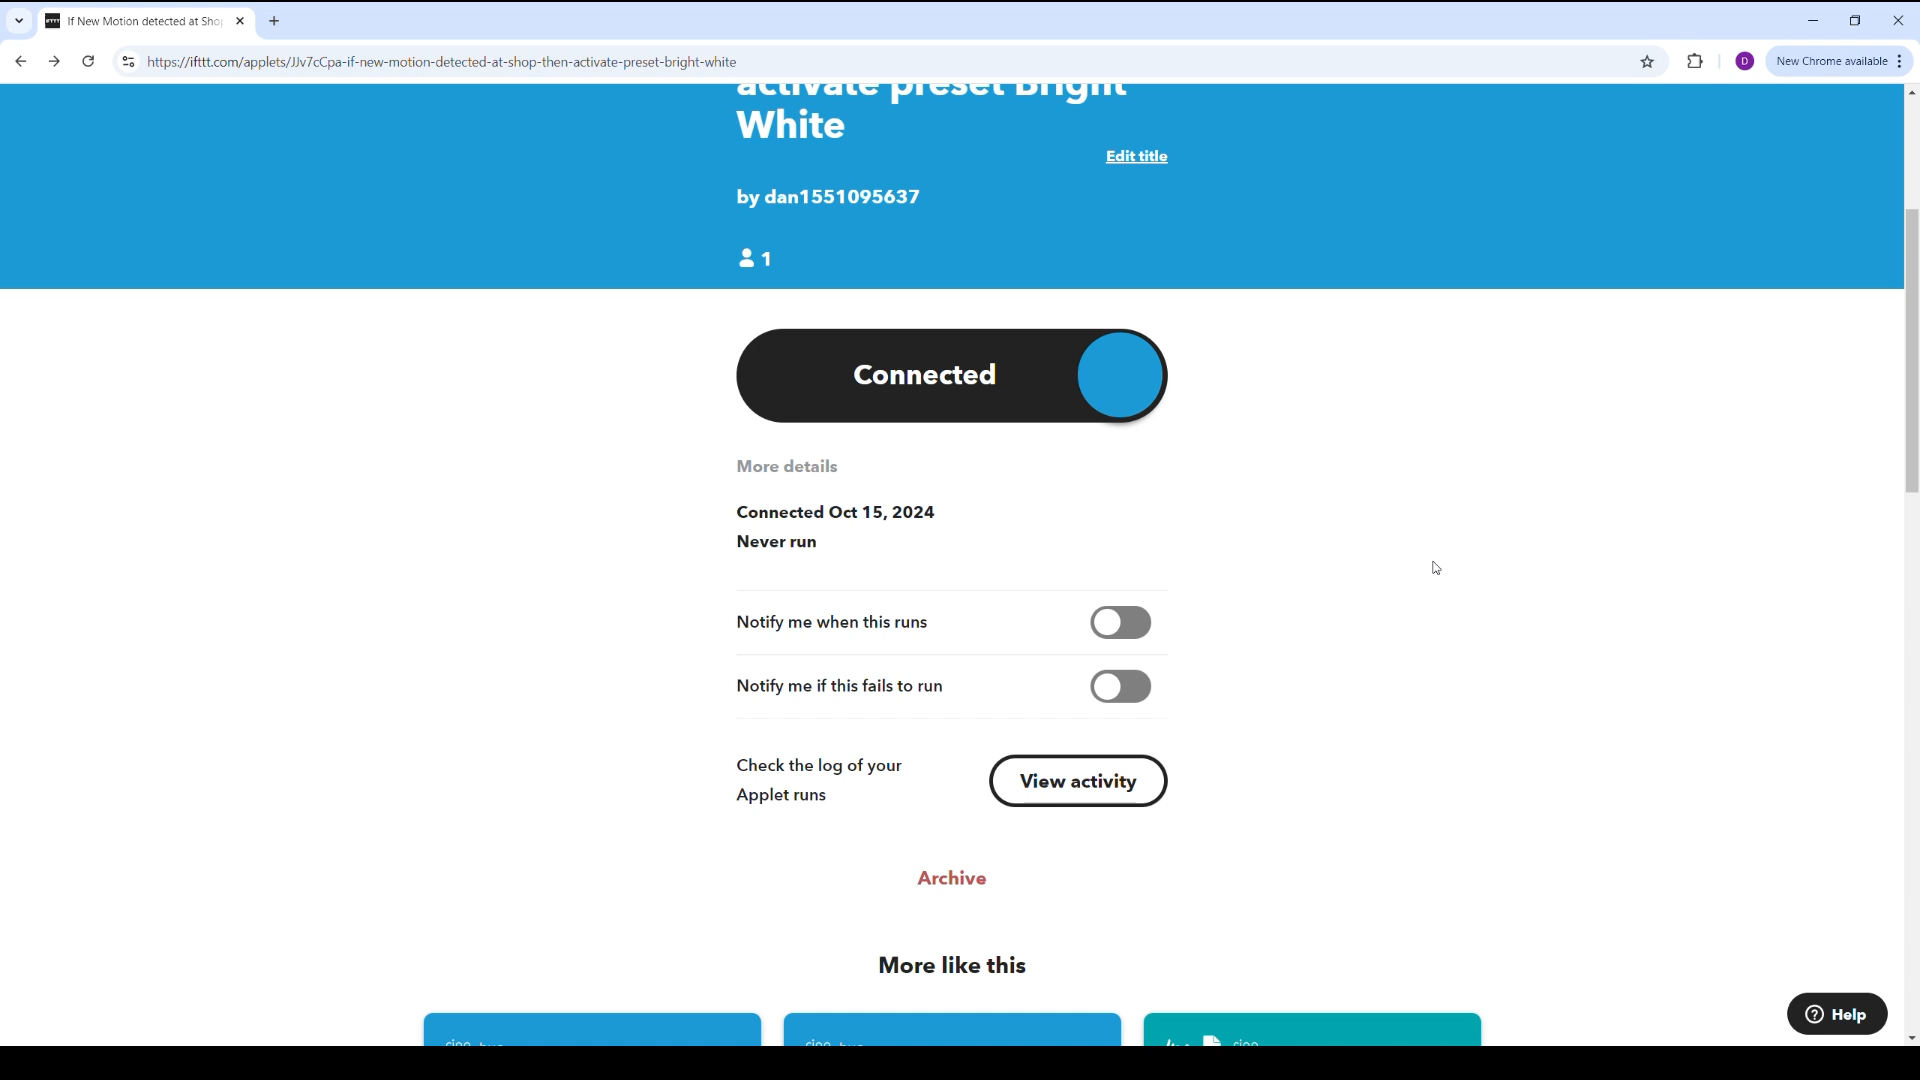 If New Motion detected at Sho
https://ifttt.com/applets/JJv7cCpa-if-new-motion-detected-at-shop-then-activate-preset-bright-white
D
New Chrome available
activate preset Bright
White
Edit title
by dan1551095637
1
Connected
More details
Connected Oct 15, 2024
Never run
Notify me when this runs
Notify me if this fails to run
Check the log of your
Applet runs
View activity
Archive
More like this
Help